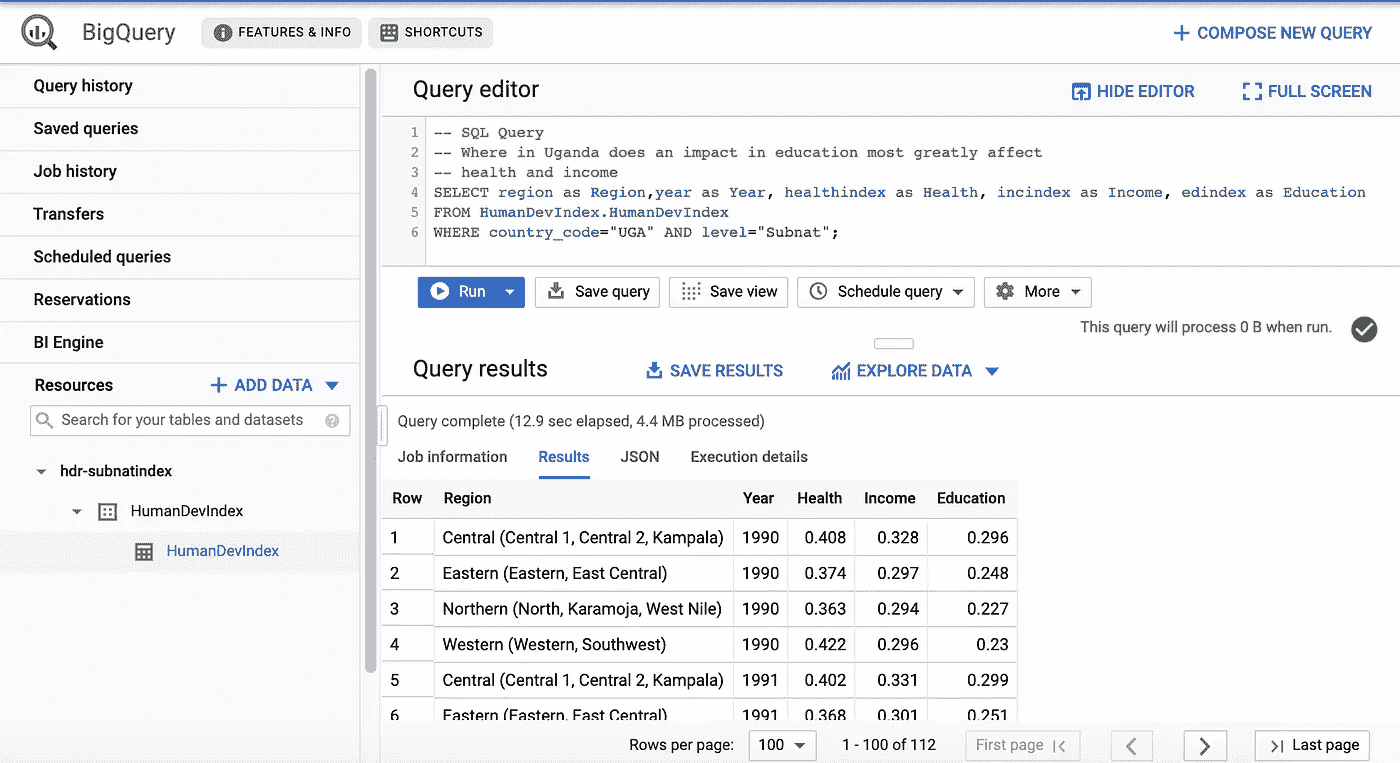 BigQuery
FEATURES & INFO
SHORTCUTS
+ COMPOSE NEW QUERY
Query history
Saved queries
Job history
Transfers
Scheduled queries
Reservations
BI Engine
Resources
+ ADD DATA
Search for your tables and datasets
hdr-subnatindex
HumanDevIndex
HumanDevIndex
Query editor
HIDE EDITOR
FULL SCREEN
1 -- SQL Query
2 -- Where in Uganda does an impact in education most greatly affect
3 -- health and income
4 SELECT region as Region,year as Year, healthindex as Health, incindex as Income, edindex as Education
5 FROM HumanDevIndex.HumanDevIndex
6 WHERE country_code="UGA" AND level="Subnat";
Run
Save query
Save view
Schedule query
More
This query will process 0 B when run.
Query results
SAVE RESULTS
EXPLORE DATA
Query complete (12.9 sec elapsed, 4.4 MB processed)
Job information Results JSON Execution details
Row Region Year Health Income Education
1 Central (Central 1, Central 2, Kampala) 1990 0.408 0.328 0.296
2 Eastern (Eastern, East Central) 1990 0.374 0.297 0.248
3 Northern (North, Karamoja, West Nile) 1990 0.363 0.294 0.227
4 Western (Western, Southwest) 1990 0.422 0.296 0.23
5 Central (Central 1, Central 2, Kampala) 1991 0.402 0.331 0.299
6 Eastern (Eastern, East Central) 1991 0.368 0.301 0.251
Rows per page: 100 1 - 100 of 112 First page Last page